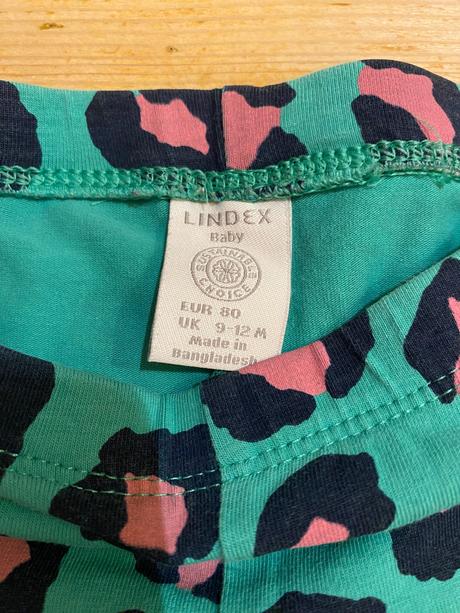 LINDEX
Baby
SUSTAINABLE
CHOICE
EUR 80
UK 9-12 M
Made in
Bangladesh